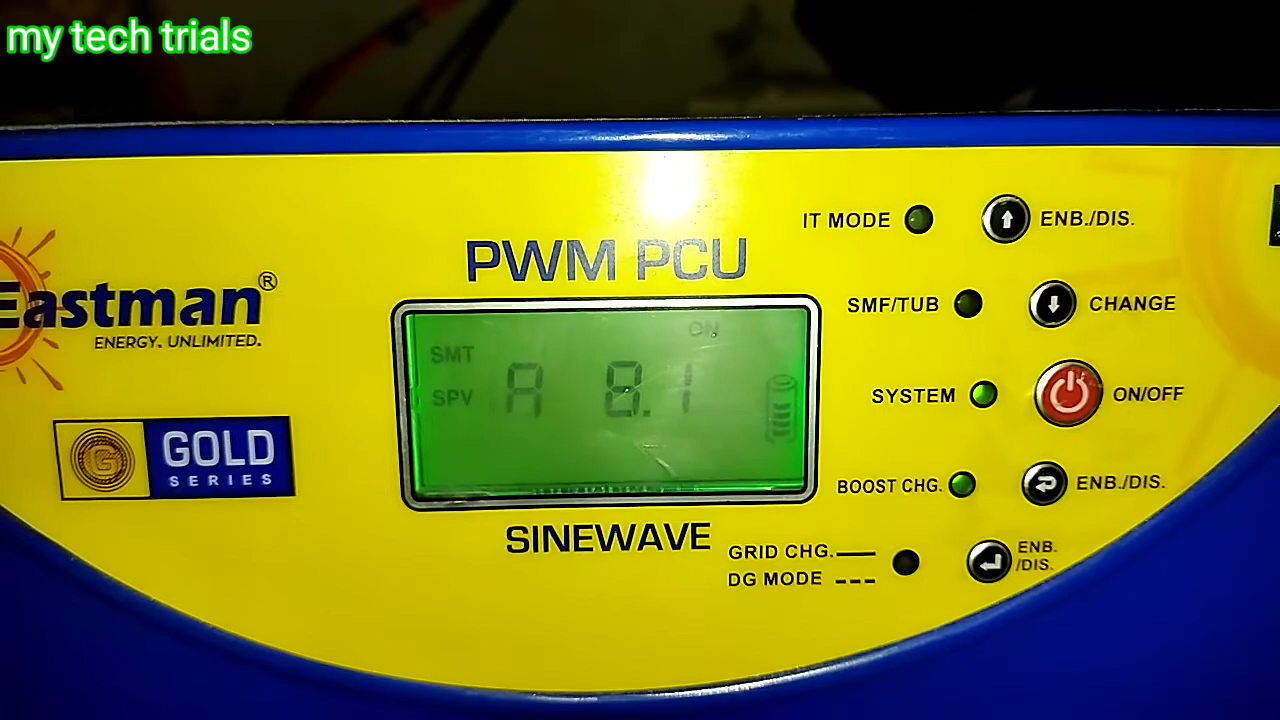 my tech trials
IT MODE
ENB./DIS.
PWM PCU
Eastman®
ENERGY. UNLIMITED.
SMF/TUB
CHANGE
ON
SMT
SPV
A 8.1
SYSTEM
ON/OFF
G GOLD
SERIES
BOOST CHG.
ENB./DIS.
SINEWAVE
GRID CHG.
DG MODE
ENB.
/DIS.